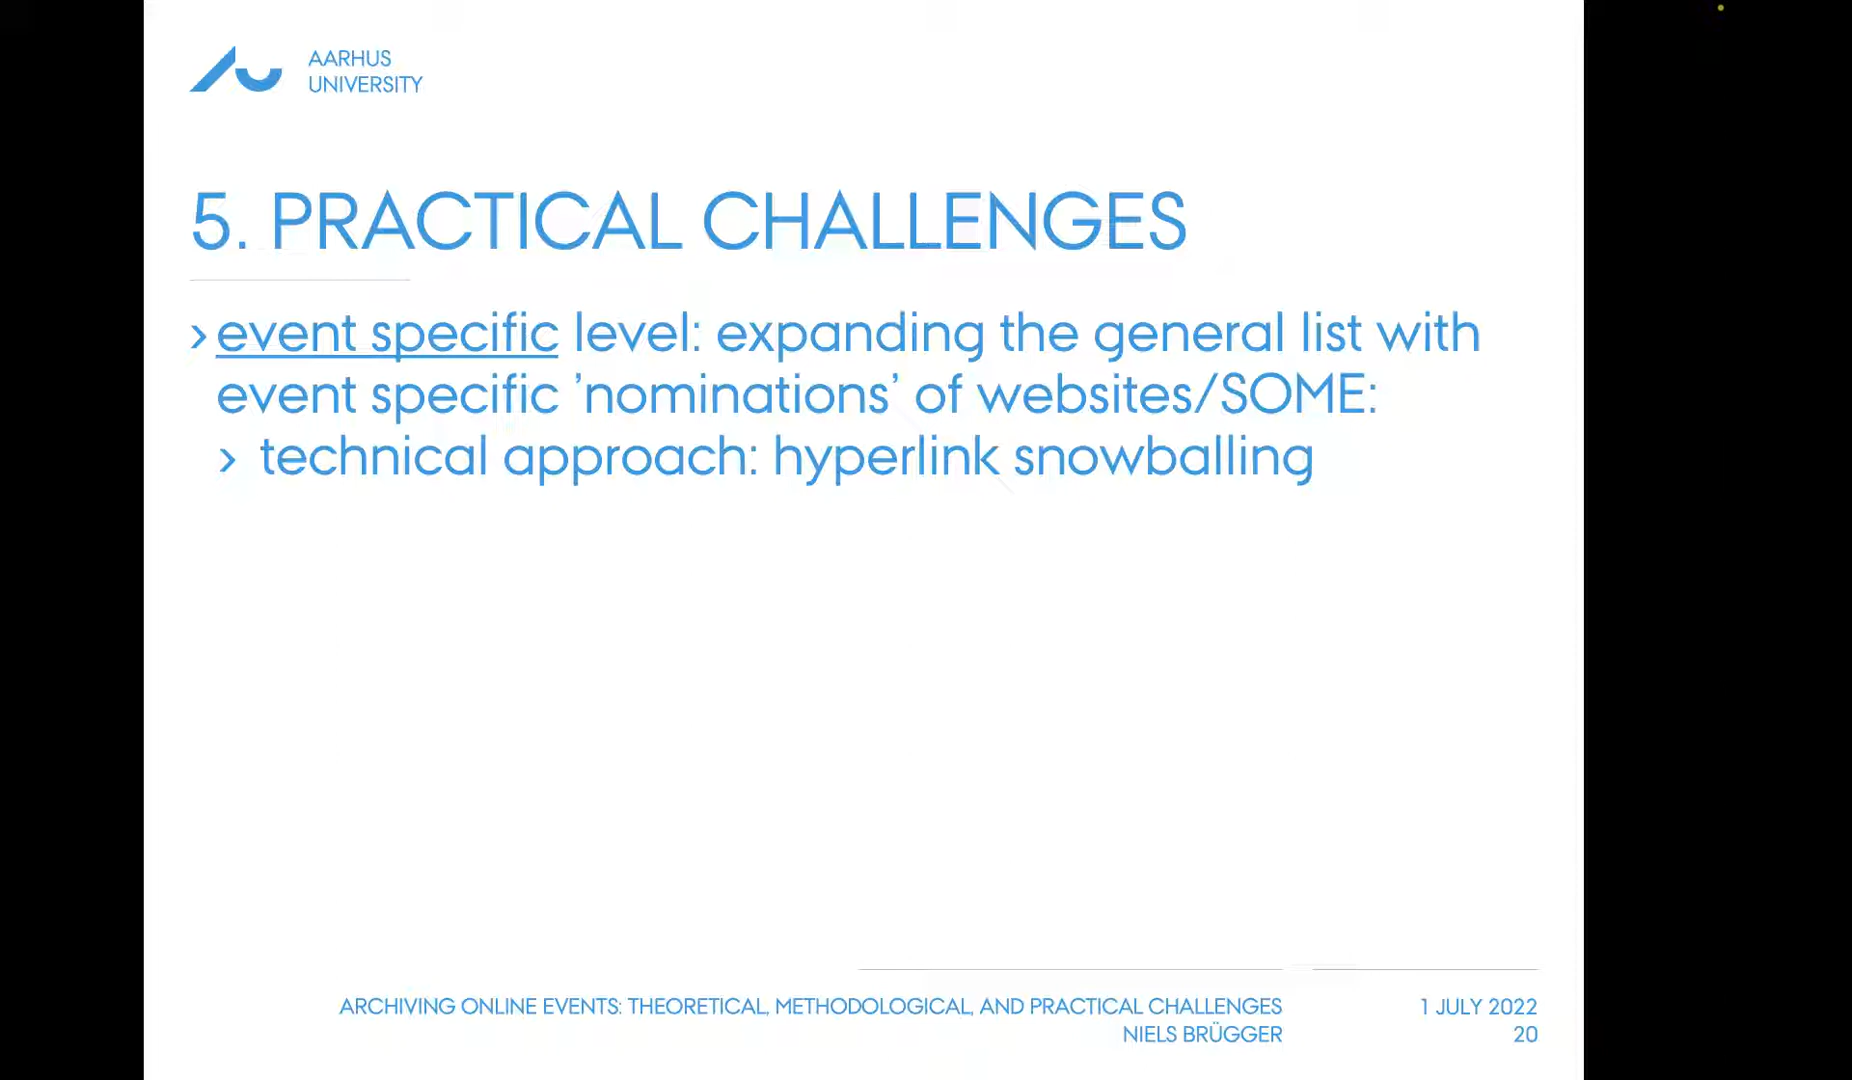 AARHUS
UNIVERSITY
5. PRACTICAL CHALLENGES
› event specific level: expanding the general list with
event specific ’nominations’ of websites/SOME:
› technical approach: hyperlink snowballing
ARCHIVING ONLINE EVENTS: THEORETICAL, METHODOLOGICAL, AND PRACTICAL CHALLENGES
NIELS BRÜGGER
1 JULY 2022
20